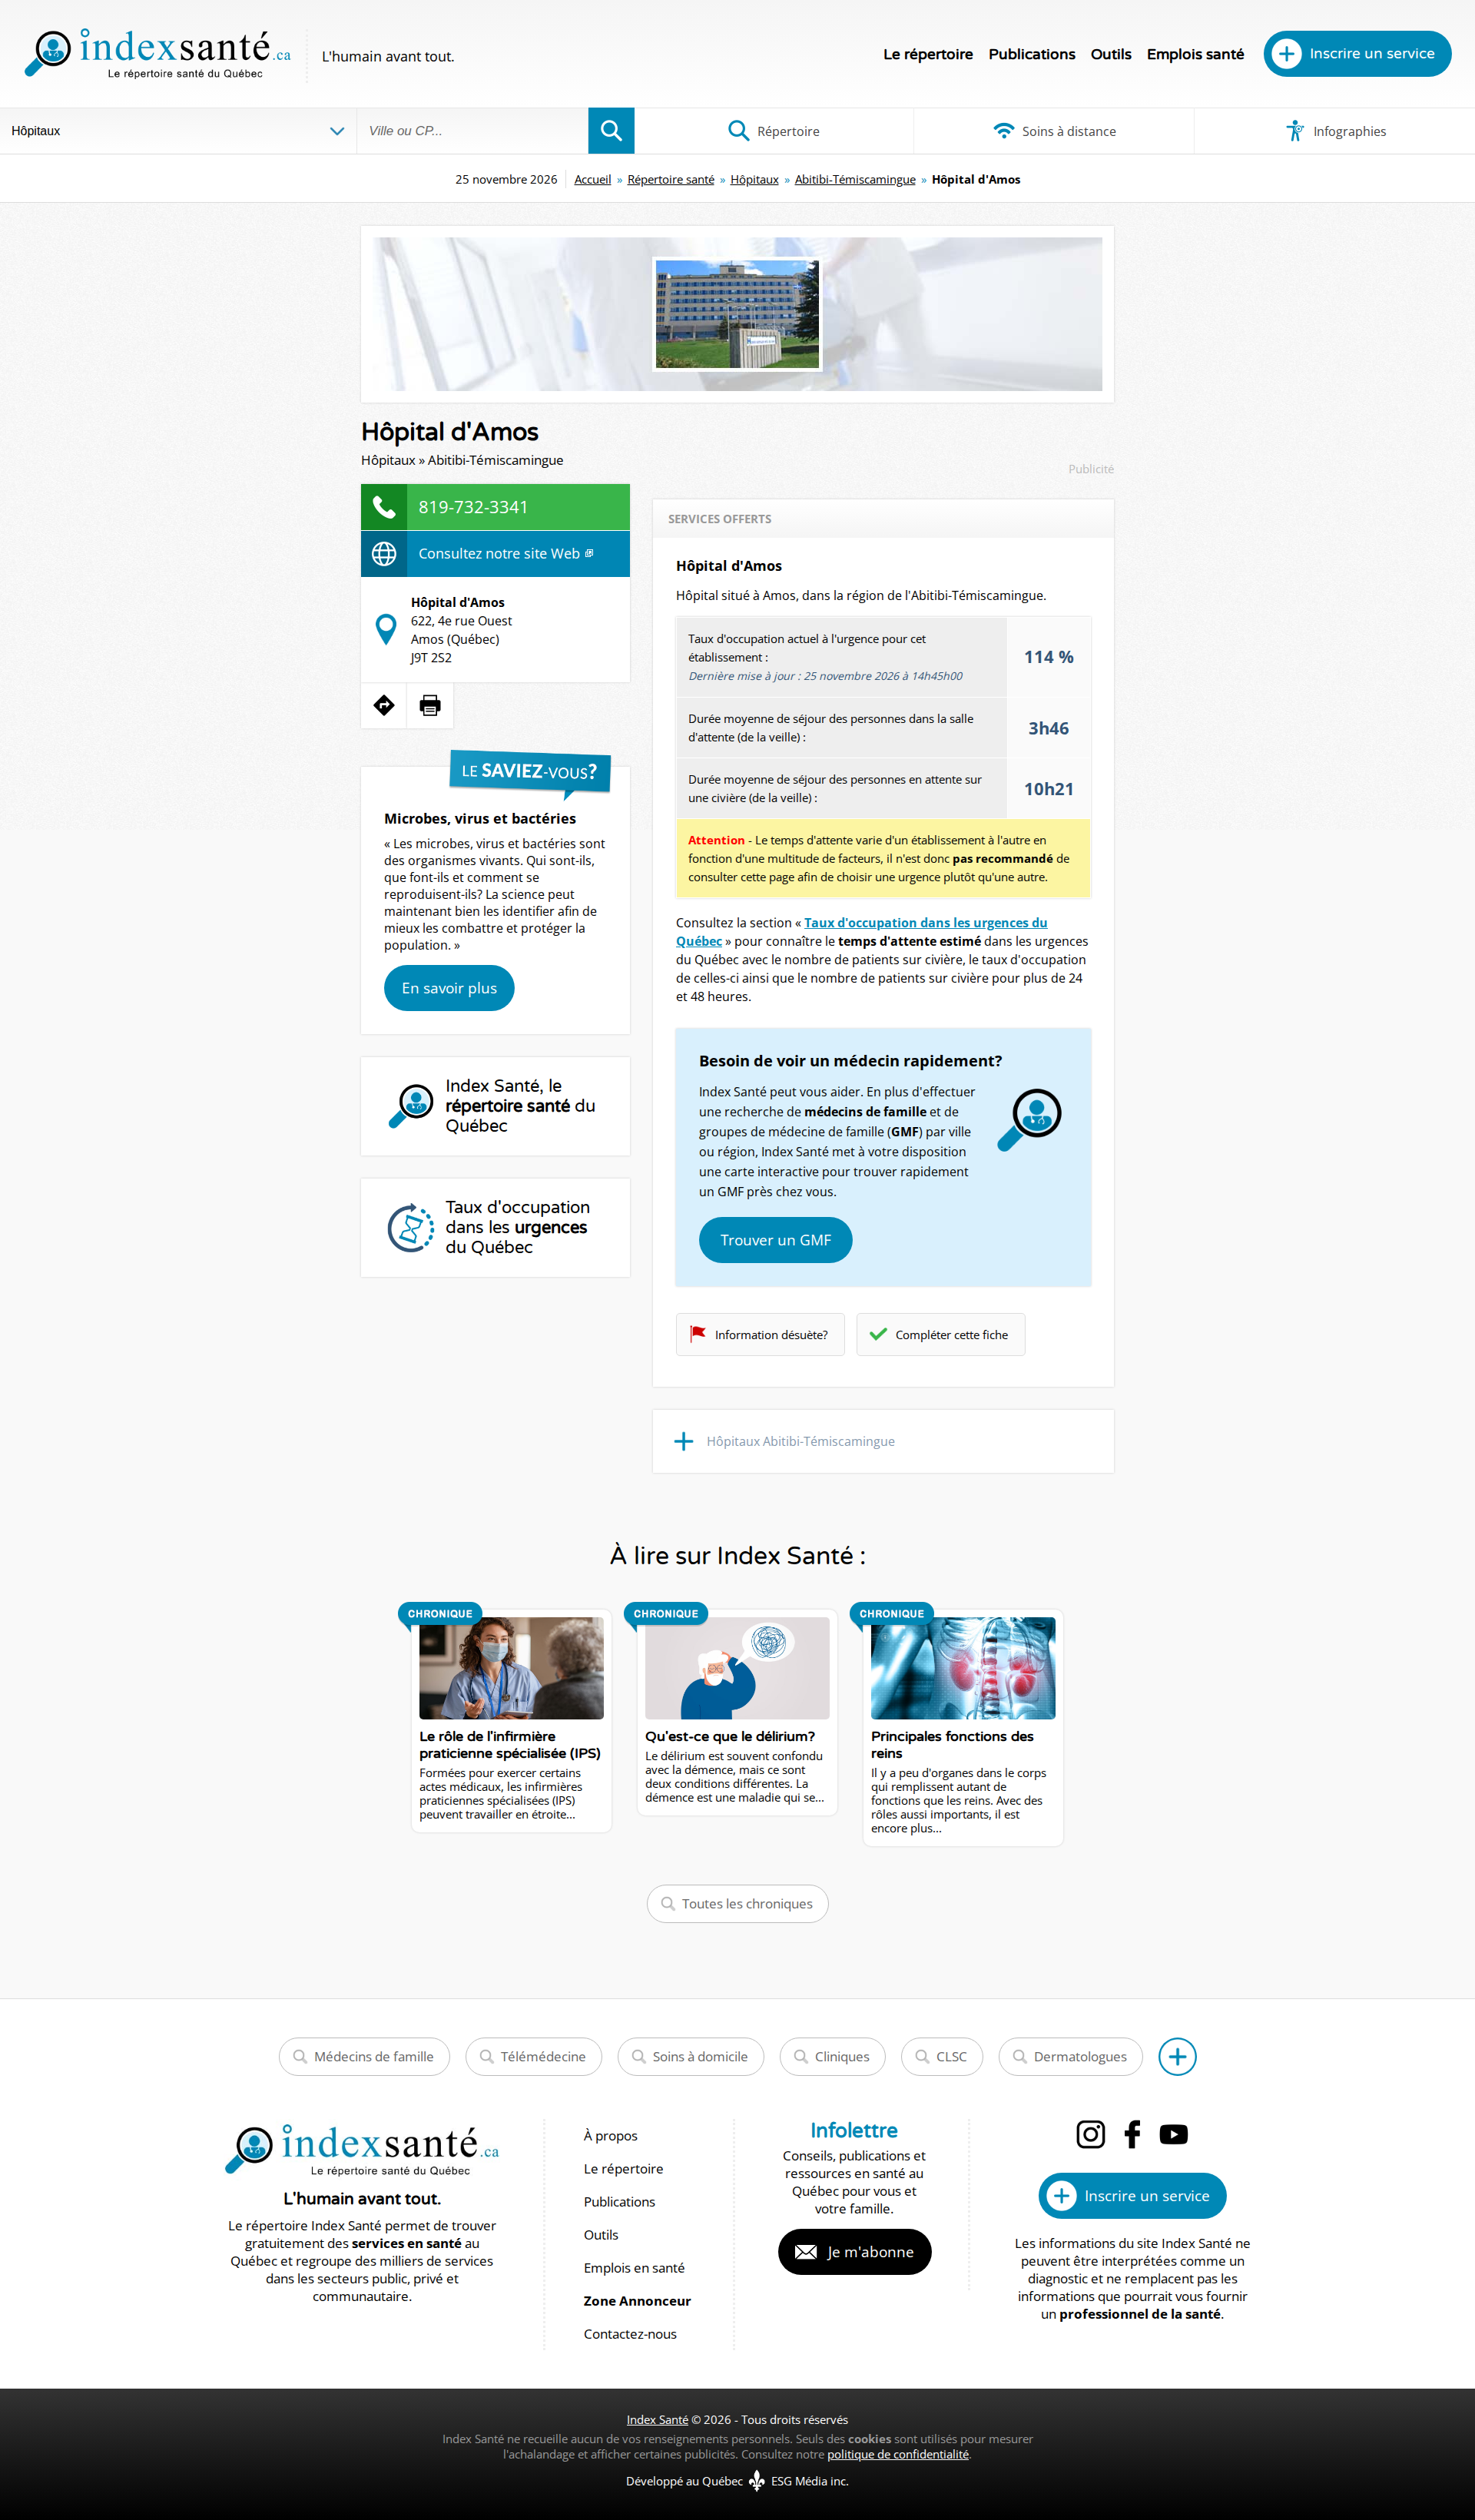 indexsanté.ca
Le répertoire santé du Québec
L'humain avant tout.
Le répertoire
Publications
Outils
Emplois santé
Inscrire un service
Hôpitaux
Ville ou CP...
Répertoire
Soins à distance
Infographies
25 novembre 2026
Accueil » Répertoire santé » Hôpitaux » Abitibi-Témiscamingue » Hôpital d'Amos
Hôpital d'Amos
Hôpitaux » Abitibi-Témiscamingue
Publicité
819-732-3341
Consultez notre site Web
Hôpital d'Amos
622, 4e rue Ouest
Amos (Québec)
J9T 2S2
LE SAVIEZ-VOUS?
Microbes, virus et bactéries
« Les microbes, virus et bactéries sont
des organismes vivants. Qui sont-ils,
que font-ils et comment se
reproduisent-ils? La science peut
maintenant bien les identifier afin de
mieux les combattre et protéger la
population. »
En savoir plus
Index Santé, le
répertoire santé du
Québec
Taux d'occupation
dans les urgences
du Québec
SERVICES OFFERTS
Hôpital d'Amos
Hôpital situé à Amos, dans la région de l'Abitibi-Témiscamingue.
Taux d'occupation actuel à l'urgence pour cet
établissement :
Dernière mise à jour : 25 novembre 2026 à 14h45h00
114 %
Durée moyenne de séjour des personnes dans la salle
d'attente (de la veille) :
3h46
Durée moyenne de séjour des personnes en attente sur
une civière (de la veille) :
10h21
Attention - Le temps d'attente varie d'un établissement à l'autre en
fonction d'une multitude de facteurs, il n'est donc pas recommandé de
consulter cette page afin de choisir une urgence plutôt qu'une autre.
Consultez la section « Taux d'occupation dans les urgences du
Québec » pour connaître le temps d'attente estimé dans les urgences
du Québec avec le nombre de patients sur civière, le taux d'occupation
de celles-ci ainsi que le nombre de patients sur civière pour plus de 24
et 48 heures.
Besoin de voir un médecin rapidement?
Index Santé peut vous aider. En plus d'effectuer
une recherche de médecins de famille et de
groupes de médecine de famille (GMF) par ville
ou région, Index Santé met à votre disposition
une carte interactive pour trouver rapidement
un GMF près chez vous.
Trouver un GMF
Information désuète?
Compléter cette fiche
Hôpitaux Abitibi-Témiscamingue
À lire sur Index Santé :
CHRONIQUE
Le rôle de l'infirmière
praticienne spécialisée (IPS)
Formées pour exercer certains
actes médicaux, les infirmières
praticiennes spécialisées (IPS)
peuvent travailler en étroite...
CHRONIQUE
Qu'est-ce que le délirium?
Le délirium est souvent confondu
avec la démence, mais ce sont
deux conditions différentes. La
démence est une maladie qui se...
CHRONIQUE
Principales fonctions des
reins
Il y a peu d'organes dans le corps
qui remplissent autant de
fonctions que les reins. Avec des
rôles aussi importants, il est
encore plus...
Toutes les chroniques
Médecins de famille
Télémédecine
Soins à domicile
Cliniques
CLSC
Dermatologues
indexsanté.ca
Le répertoire santé du Québec
L'humain avant tout.
Le répertoire Index Santé permet de trouver
gratuitement des services en santé au
Québec et regroupe des milliers de services
dans les secteurs public, privé et
communautaire.
À propos
Le répertoire
Publications
Outils
Emplois en santé
Zone Annonceur
Contactez-nous
Infolettre
Conseils, publications et
ressources en santé au
Québec pour vous et
votre famille.
Je m'abonne
Inscrire un service
Les informations du site Index Santé ne
peuvent être interprétées comme un
diagnostic et ne remplacent pas les
informations que pourrait vous fournir
un professionnel de la santé.
Index Santé © 2026 - Tous droits réservés
Index Santé ne recueille aucun de vos renseignements personnels. Seuls des cookies sont utilisés pour mesurer
l'achalandage et afficher certaines publicités. Consultez notre politique de confidentialité.
Développé au Québec ESG Média inc.